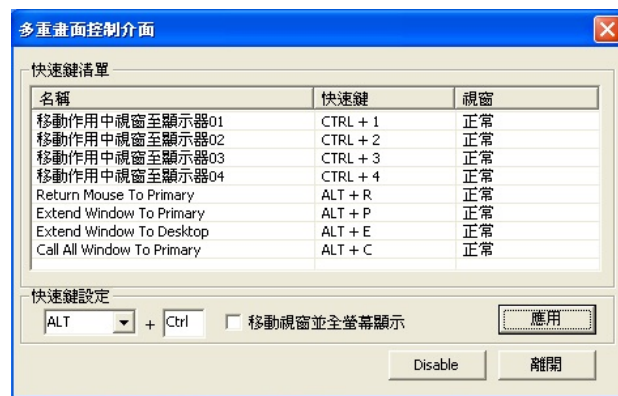 多重畫面控制介面
快速鍵清單
名稱 快速鍵 視窗
移動作用中視窗至顯示器01 CTRL + 1 正常
移動作用中視窗至顯示器02 CTRL + 2 正常
移動作用中視窗至顯示器03 CTRL + 3 正常
移動作用中視窗至顯示器04 CTRL + 4 正常
Return Mouse To Primary ALT + R 正常
Extend Window To Primary ALT + P 正常
Extend Window To Desktop ALT + E 正常
Call All Window To Primary ALT + C 正常
快速鍵設定
ALT + Ctrl 移動視窗並全螢幕顯示 應用
Disable 離開